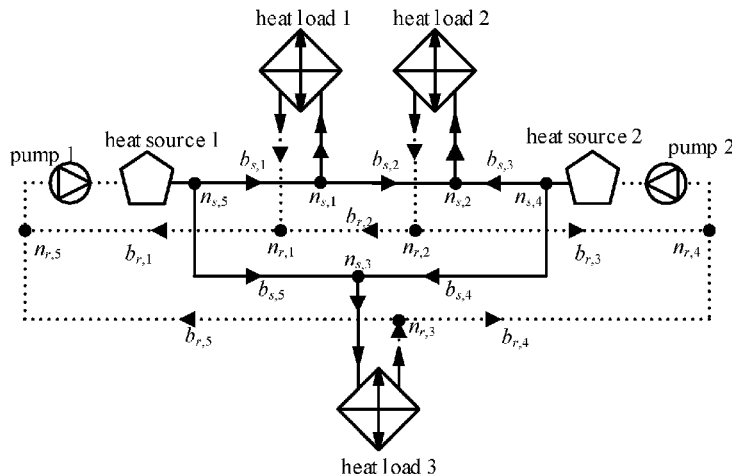 heat load 1 heat load 2
pump 1 heat source 1 heat source 2 pump 2
b_{s,1} b_{s,2} b_{s,3}
n_{s,5} n_{s,1} n_{s,2} n_{s,4}
n_{r,5} b_{r,1} n_{r,1} b_{r,2} n_{r,2} b_{r,3} n_{r,4}
n_{s,3}
b_{s,5} b_{s,4}
b_{r,5} n_{r,3} b_{r,4}
heat load 3